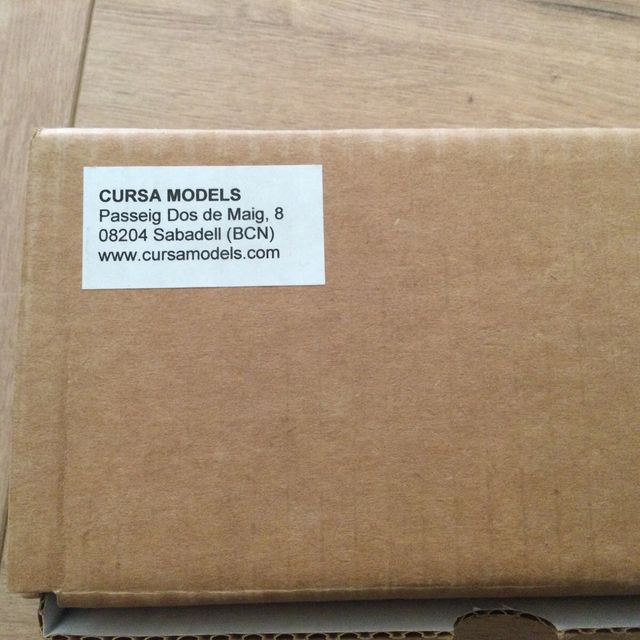 CURSA MODELS
Passeig Dos de Maig, 8
08204 Sabadell (BCN)
www.cursamodels.com